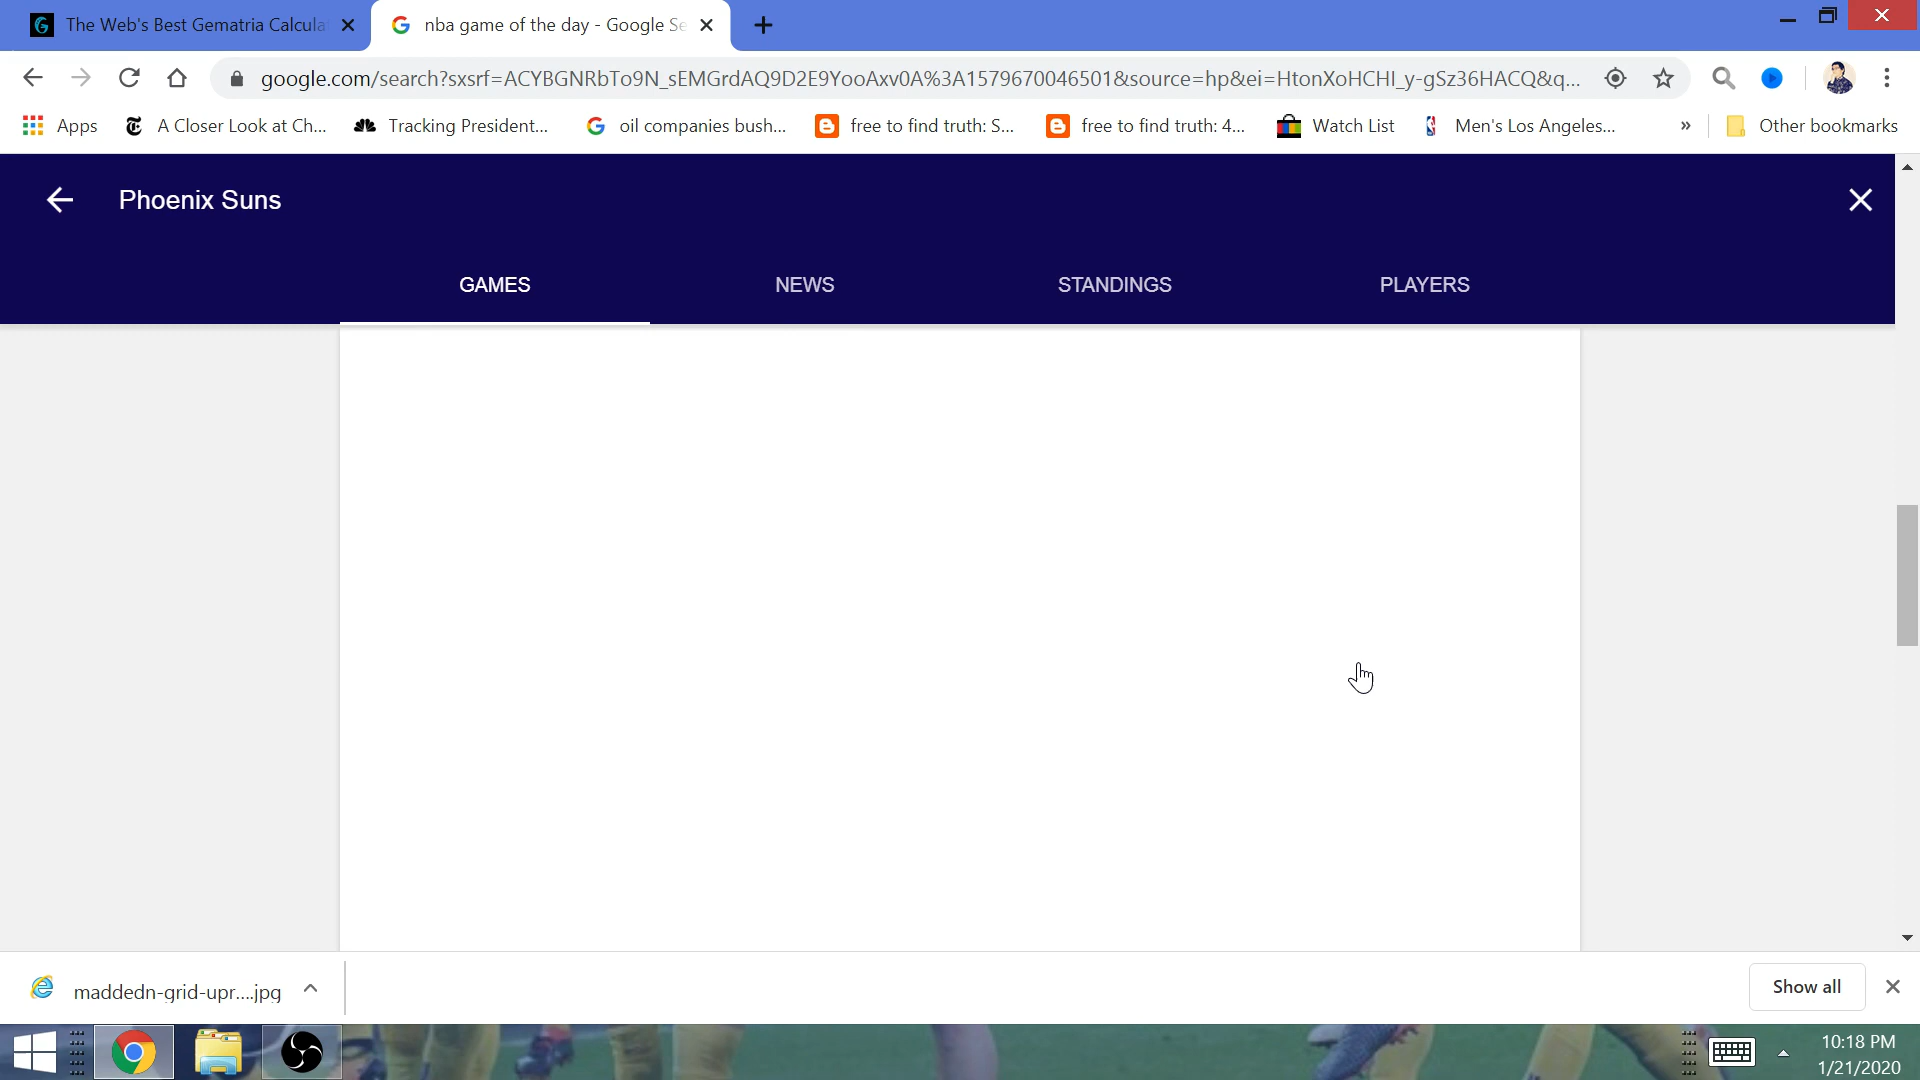 The Web's Best Gematria Calcula
nba game of the day - Google Se
google.com/search?sxsrf=ACYBGNRbTo9N_sEMGrdAQ9D2E9YooAxv0A%3A1579670046501&source=hp&ei=HtonXoHCHI_y-gSz36HACQ&q...
Apps
A Closer Look at Ch...
Tracking President...
oil companies bush...
free to find truth: S...
free to find truth: 4...
Watch List
Men's Los Angeles...
»
Other bookmarks
Phoenix Suns
GAMES
NEWS
STANDINGS
PLAYERS
maddedn-grid-upr....jpg
Show all
10:18 PM
1/21/2020